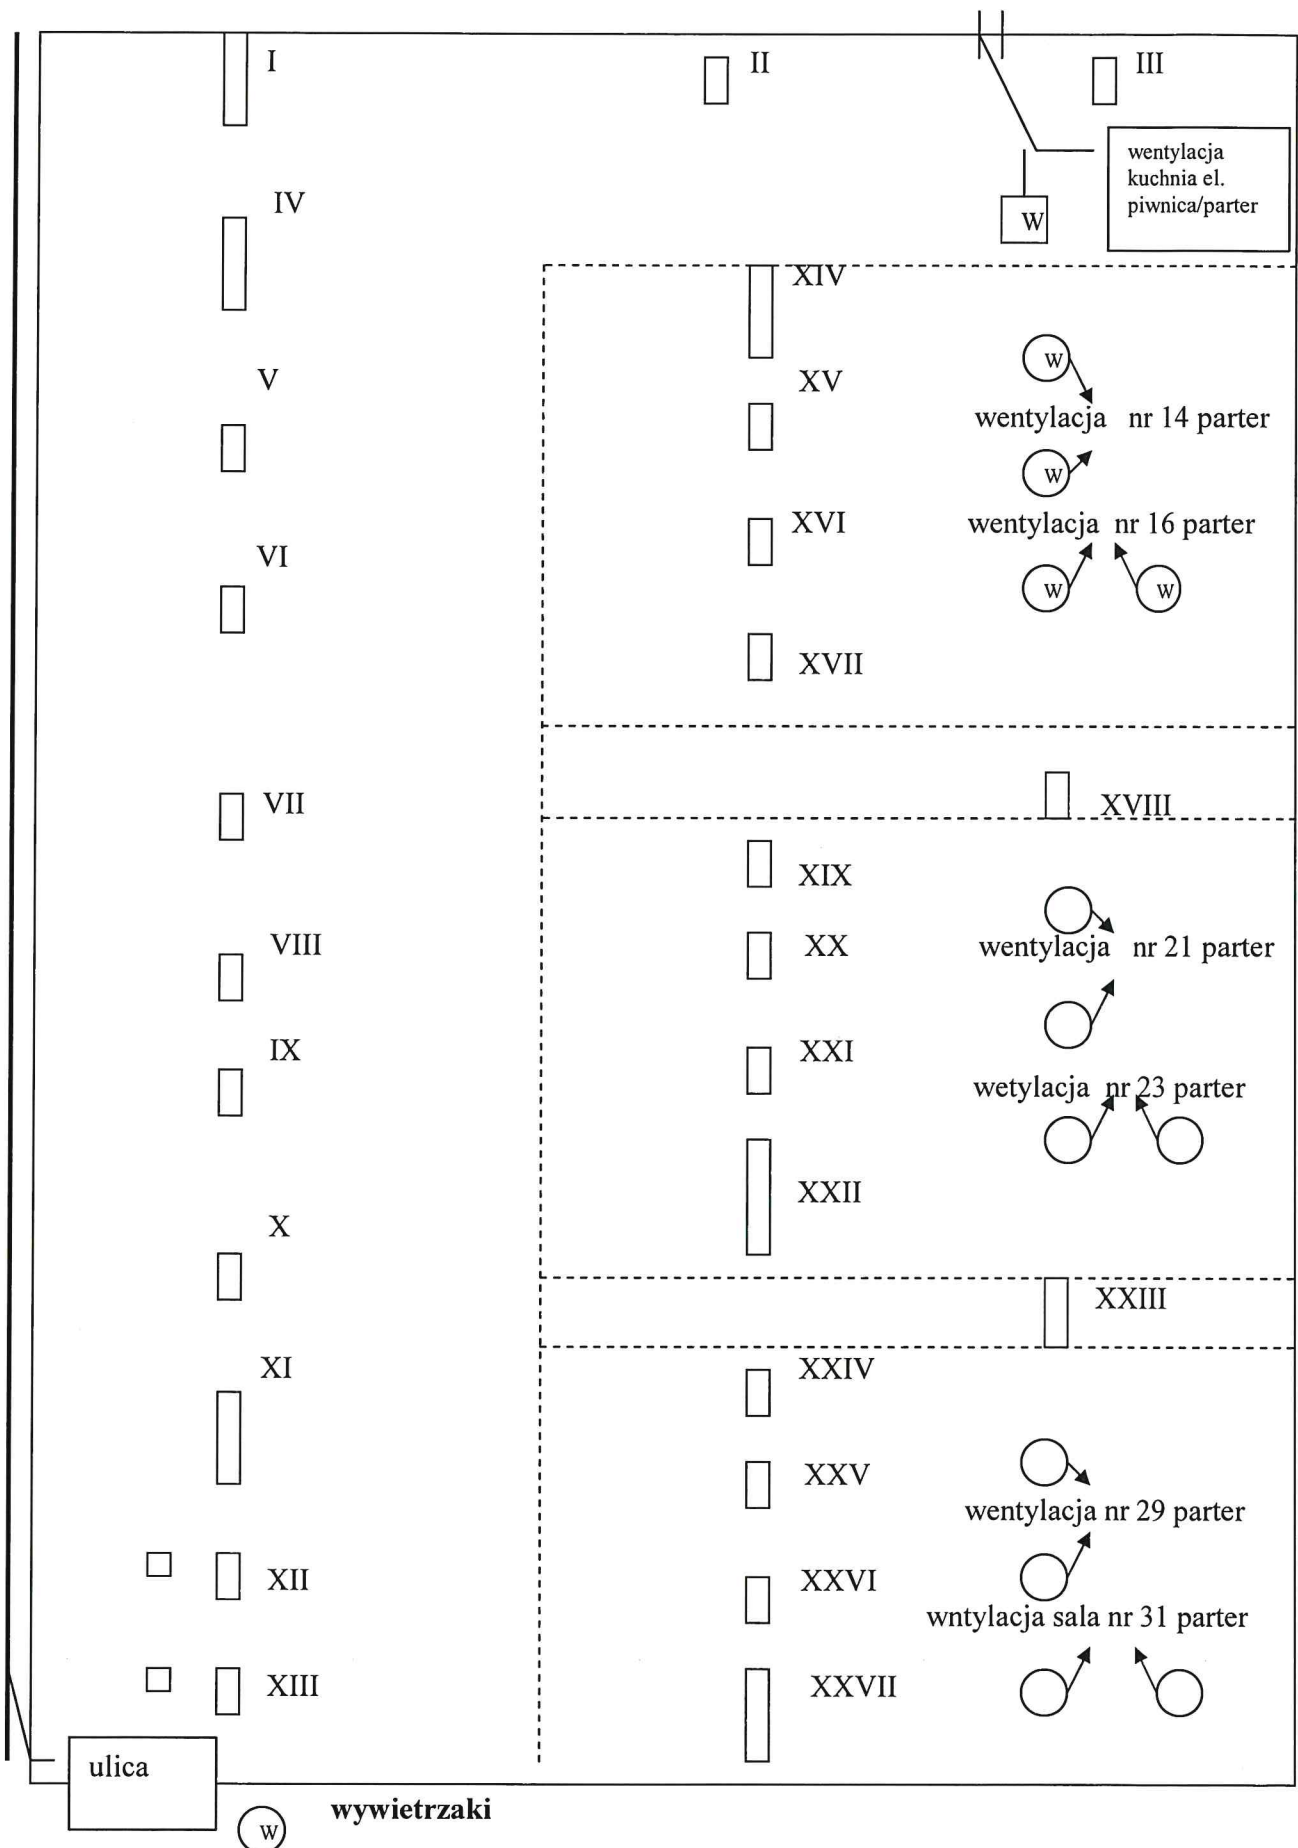 I
II
III
wentylacja
kuchnia el.
piwnica/parter
W
IV
XIV
V
XV
W
wentylacja nr 14 parter
W
XVI
wentylacja nr 16 parter
VI
W
W
XVII
VII
XVIII
XIX
VIII
XX
wentylacja nr 21 parter
IX
XXI
wetylacja nr 23 parter
XXII
X
XXIII
XI
XXIV
XXV
wentylacja nr 29 parter
XII
XXVI
wntylacja sala nr 31 parter
XIII
XXVII
ulica
wywietrzaki
W